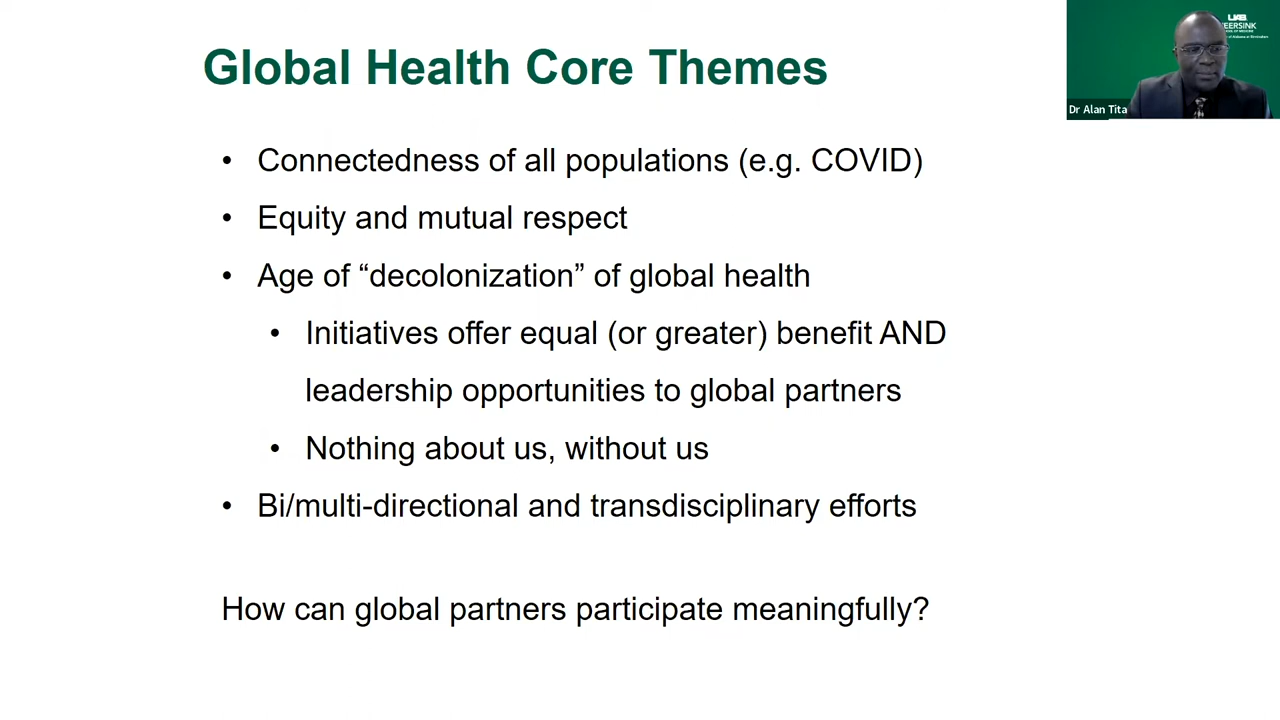 Global Health Core Themes
• Connectedness of all populations (e.g. COVID)
• Equity and mutual respect
• Age of “decolonization” of global health
• Initiatives offer equal (or greater) benefit AND
leadership opportunities to global partners
• Nothing about us, without us
• Bi/multi-directional and transdisciplinary efforts
How can global partners participate meaningfully?
UAB
EERSINK
Dr Alan Tita